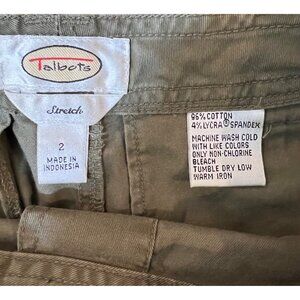 Talbots
Stretch
2
MADE IN
INDONESIA
96% COTTON
4% LYCRA® SPANDEX
MACHINE WASH COLD
WITH LIKE COLORS
ONLY NON-CHLORINE
BLEACH
TUMBLE DRY LOW
WARM IRON